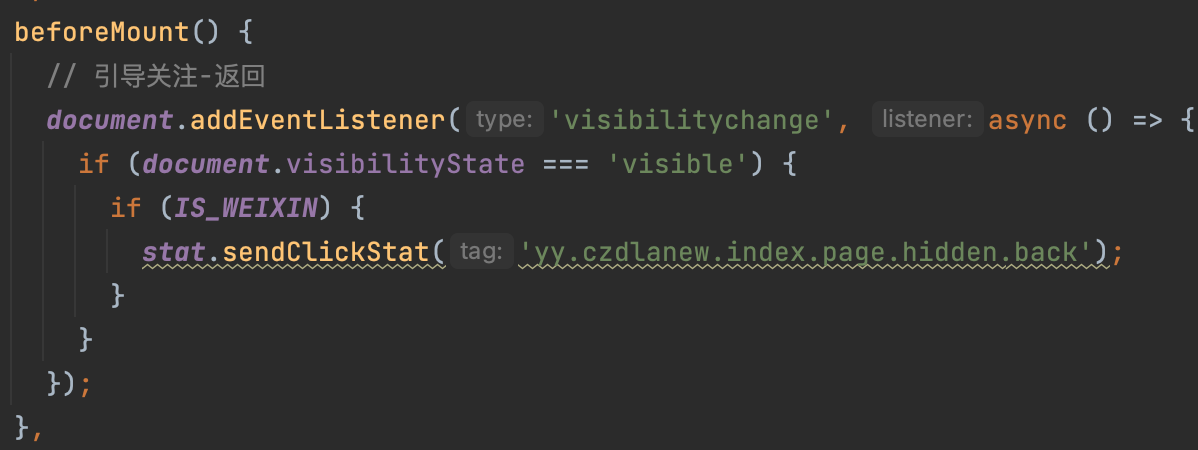 beforeMount() {
// 引导关注-返回
document.addEventListener( type: 'visibilitychange', listener: async () => {
if (document.visibilityState === 'visible') {
if (IS_WEIXIN) {
stat.sendClickStat( tag: 'yy.czdlanew.index.page.hidden.back');
}
}
});
},